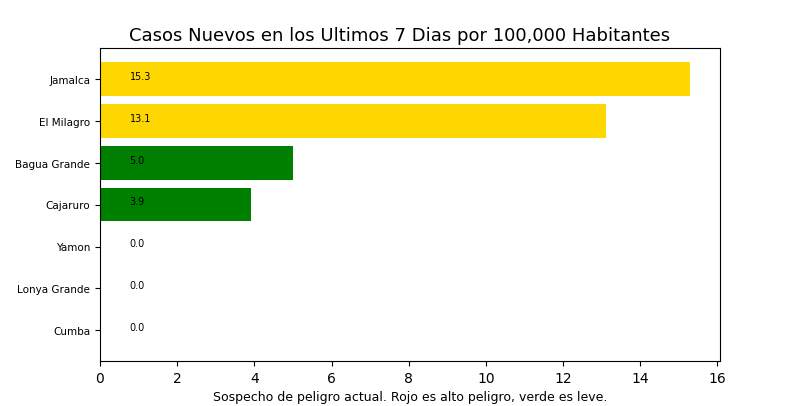 Casos Nuevos en los Ultimos 7 Dias por 100,000 Habitantes
Jamalca 15.3
El Milagro 13.1
Bagua Grande 5.0
Cajaruro 3.9
Yamon 0.0
Lonya Grande 0.0
Cumba 0.0
0 2 4 6 8 10 12 14 16
Sospecho de peligro actual. Rojo es alto peligro, verde es leve.